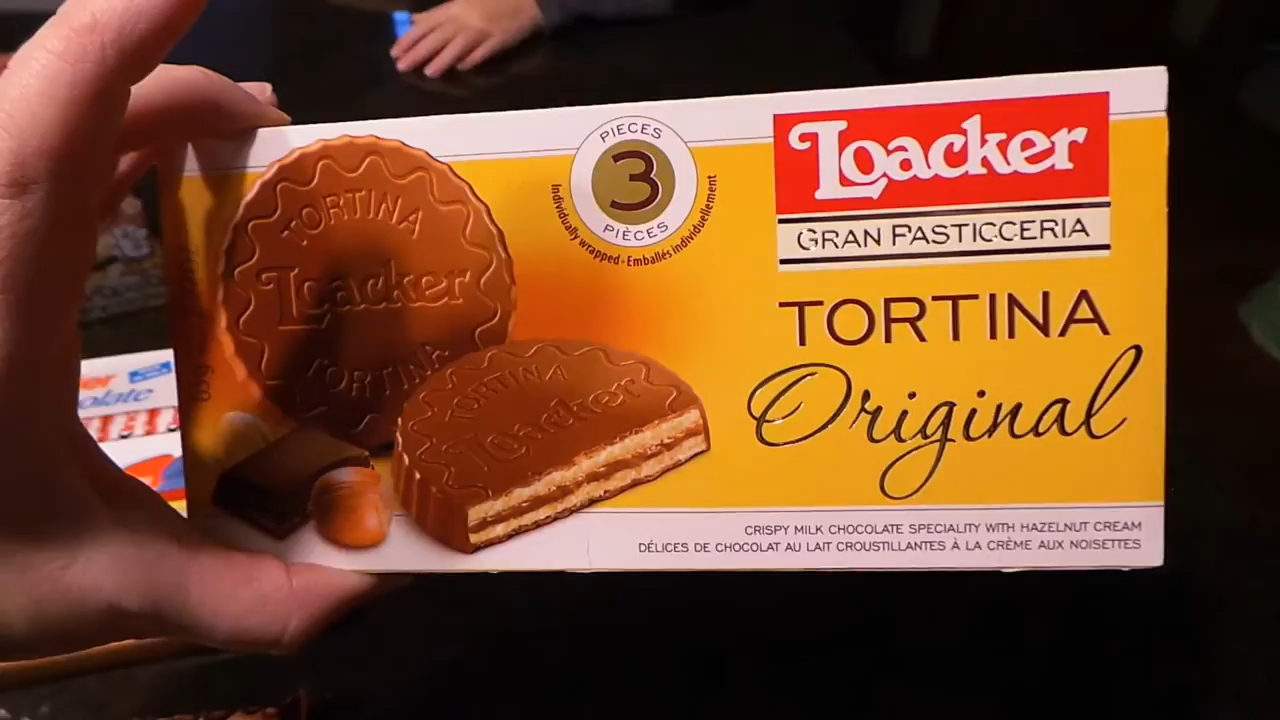 PIECES
3
PIÈCES
Individually wrapped - Emballés individuellement
Loacker
GRAN PASTICCERIA
TORTINA
Original
TORTINA
Loacker
TORTINA
TORTINA
Loacker
CRISPY MILK CHOCOLATE SPECIALITY WITH HAZELNUT CREAM
DÉLICES DE CHOCOLAT AU LAIT CROUSTILLANTES À LA CRÈME AUX NOISETTES